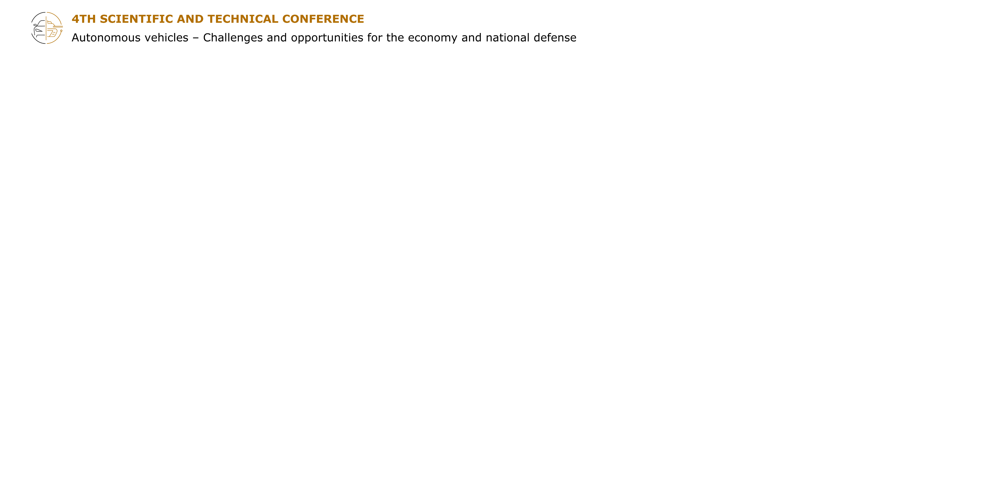 4TH SCIENTIFIC AND TECHNICAL CONFERENCE
Autonomous vehicles – Challenges and opportunities for the economy and national defense